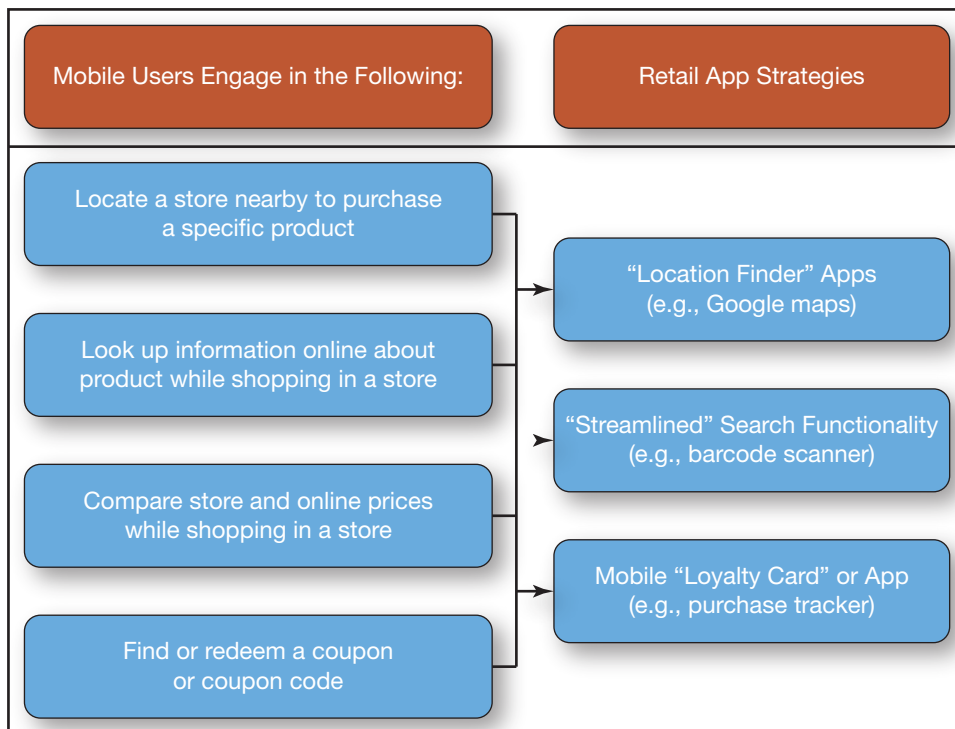 Mobile Users Engage in the Following:
Retail App Strategies
Locate a store nearby to purchase
a specific product
Look up information online about
product while shopping in a store
Compare store and online prices
while shopping in a store
Find or redeem a coupon
or coupon code
“Location Finder” Apps
(e.g., Google maps)
“Streamlined” Search Functionality
(e.g., barcode scanner)
Mobile “Loyalty Card” or App
(e.g., purchase tracker)